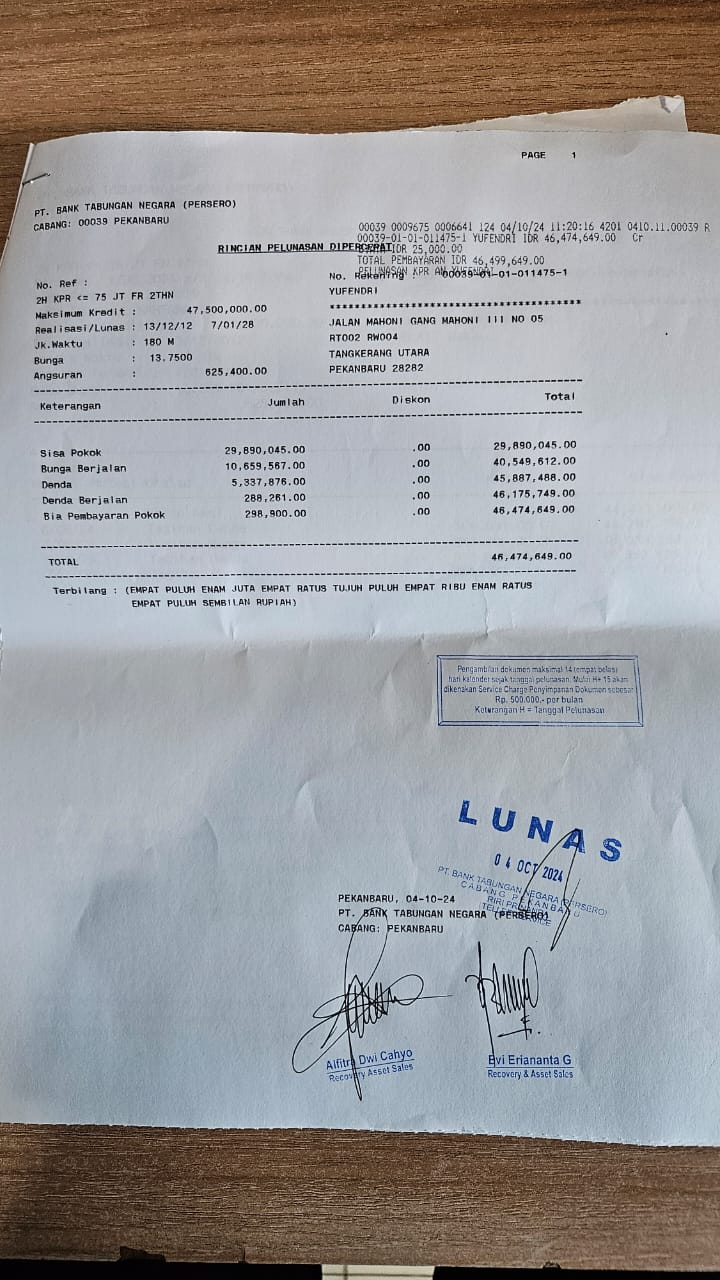 PAGE 1
PT. BANK TABUNGAN NEGARA (PERSERO)
CABANG: 00039 PEKANBARU
00039 0009675 0006641 124 04/10/24 11:20:16 4201 0410.11.00039 R
00039-01-01-011475-1 YUFENDRI IDR 46,474,649.00 Cr
RINCIAN PELUNASAN DIPERCEPAT
IDR 25,000.00
TOTAL PEMBAYARAN IDR 46,499,649.00
PELUNASAN KPR AN YUFENDRI
No. Ref :
No. Rekening : 00039-01-01-011475-1
2H KPR <= 75 JT FR 2THN
YUFENDRI
Maksimum Kredit : 47,500,000.00
****************************************
Realisasi/Lunas : 13/12/12 7/01/28
JALAN MAHONI GANG MAHONI III NO 05
Jk.Waktu : 180 M
RT002 RW004
Bunga : 13.7500
TANGKERANG UTARA
Angsuran : 625,400.00
PEKANBARU 28282
Keterangan Jumlah Diskon Total
Sisa Pokok 29,890,045.00 .00 29,890,045.00
Bunga Berjalan 10,659,567.00 .00 40,549,612.00
Denda 5,337,876.00 .00 45,887,488.00
Denda Berjalan 288,261.00 .00 46,175,749.00
Bia Pembayaran Pokok 298,900.00 .00 46,474,649.00
TOTAL 46,474,649.00
Terbilang : (EMPAT PULUH ENAM JUTA EMPAT RATUS TUJUH PULUH EMPAT RIBU ENAM RATUS
EMPAT PULUH SEMBILAN RUPIAH)
Pengambilan dokumen maksimal 14 (empat belas)
hari kalender sejak tanggal pelunasan. Mulai H+ 15 akan
dikenakan Service Charge Penyimpanan Dokumen sebesar
Rp. 500.000,- per bulan
Keterangan H = Tanggal Pelunasan
LUNAS
04 OCT 2024
PT. BANK TABUNGAN NEGARA (PERSERO)
CABANG PEKANBARU
PEKANBARU, 04-10-24
PT. BANK TABUNGAN NEGARA (PERSERO)
CABANG: PEKANBARU
Alfitra Dwi Cahyo
Recovery Asset Sales
Evi Eriananta G
Recovery & Asset Sales